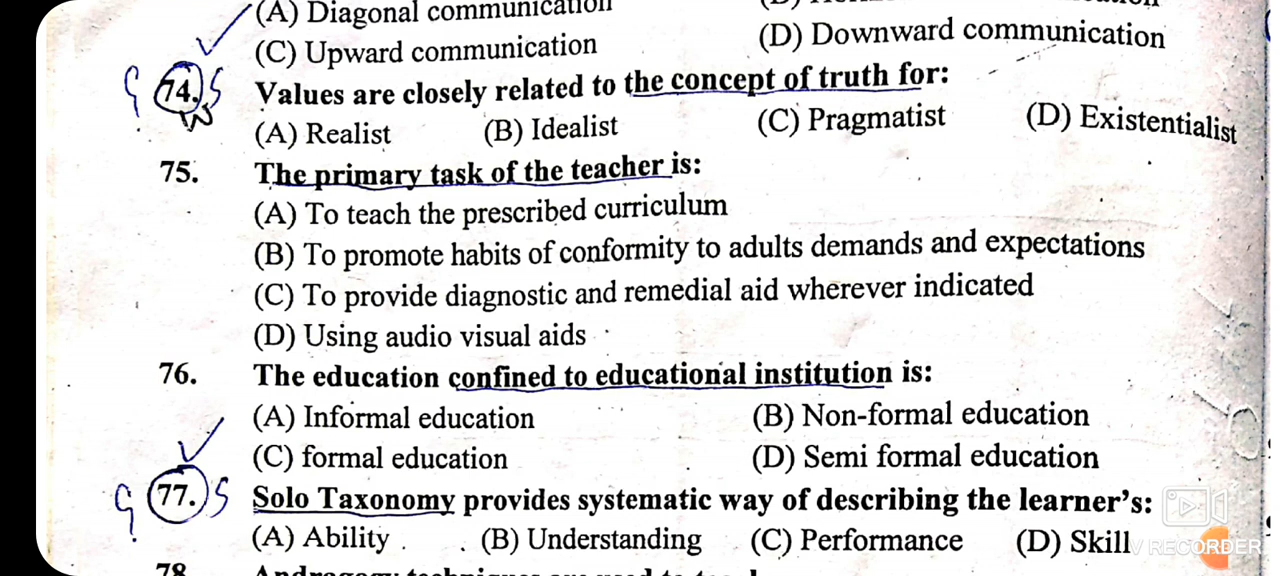 (A) Diagonal communication
(C) Upward communication (D) Downward communication
74. Values are closely related to the concept of truth for:
(A) Realist (B) Idealist (C) Pragmatist (D) Existentialist
75. The primary task of the teacher is:
(A) To teach the prescribed curriculum
(B) To promote habits of conformity to adults demands and expectations
(C) To provide diagnostic and remedial aid wherever indicated
(D) Using audio visual aids
76. The education confined to educational institution is:
(A) Informal education (B) Non-formal education
(C) formal education (D) Semi formal education
77. Solo Taxonomy provides systematic way of describing the learner's:
(A) Ability (B) Understanding (C) Performance (D) Skill
V RECORDER
78